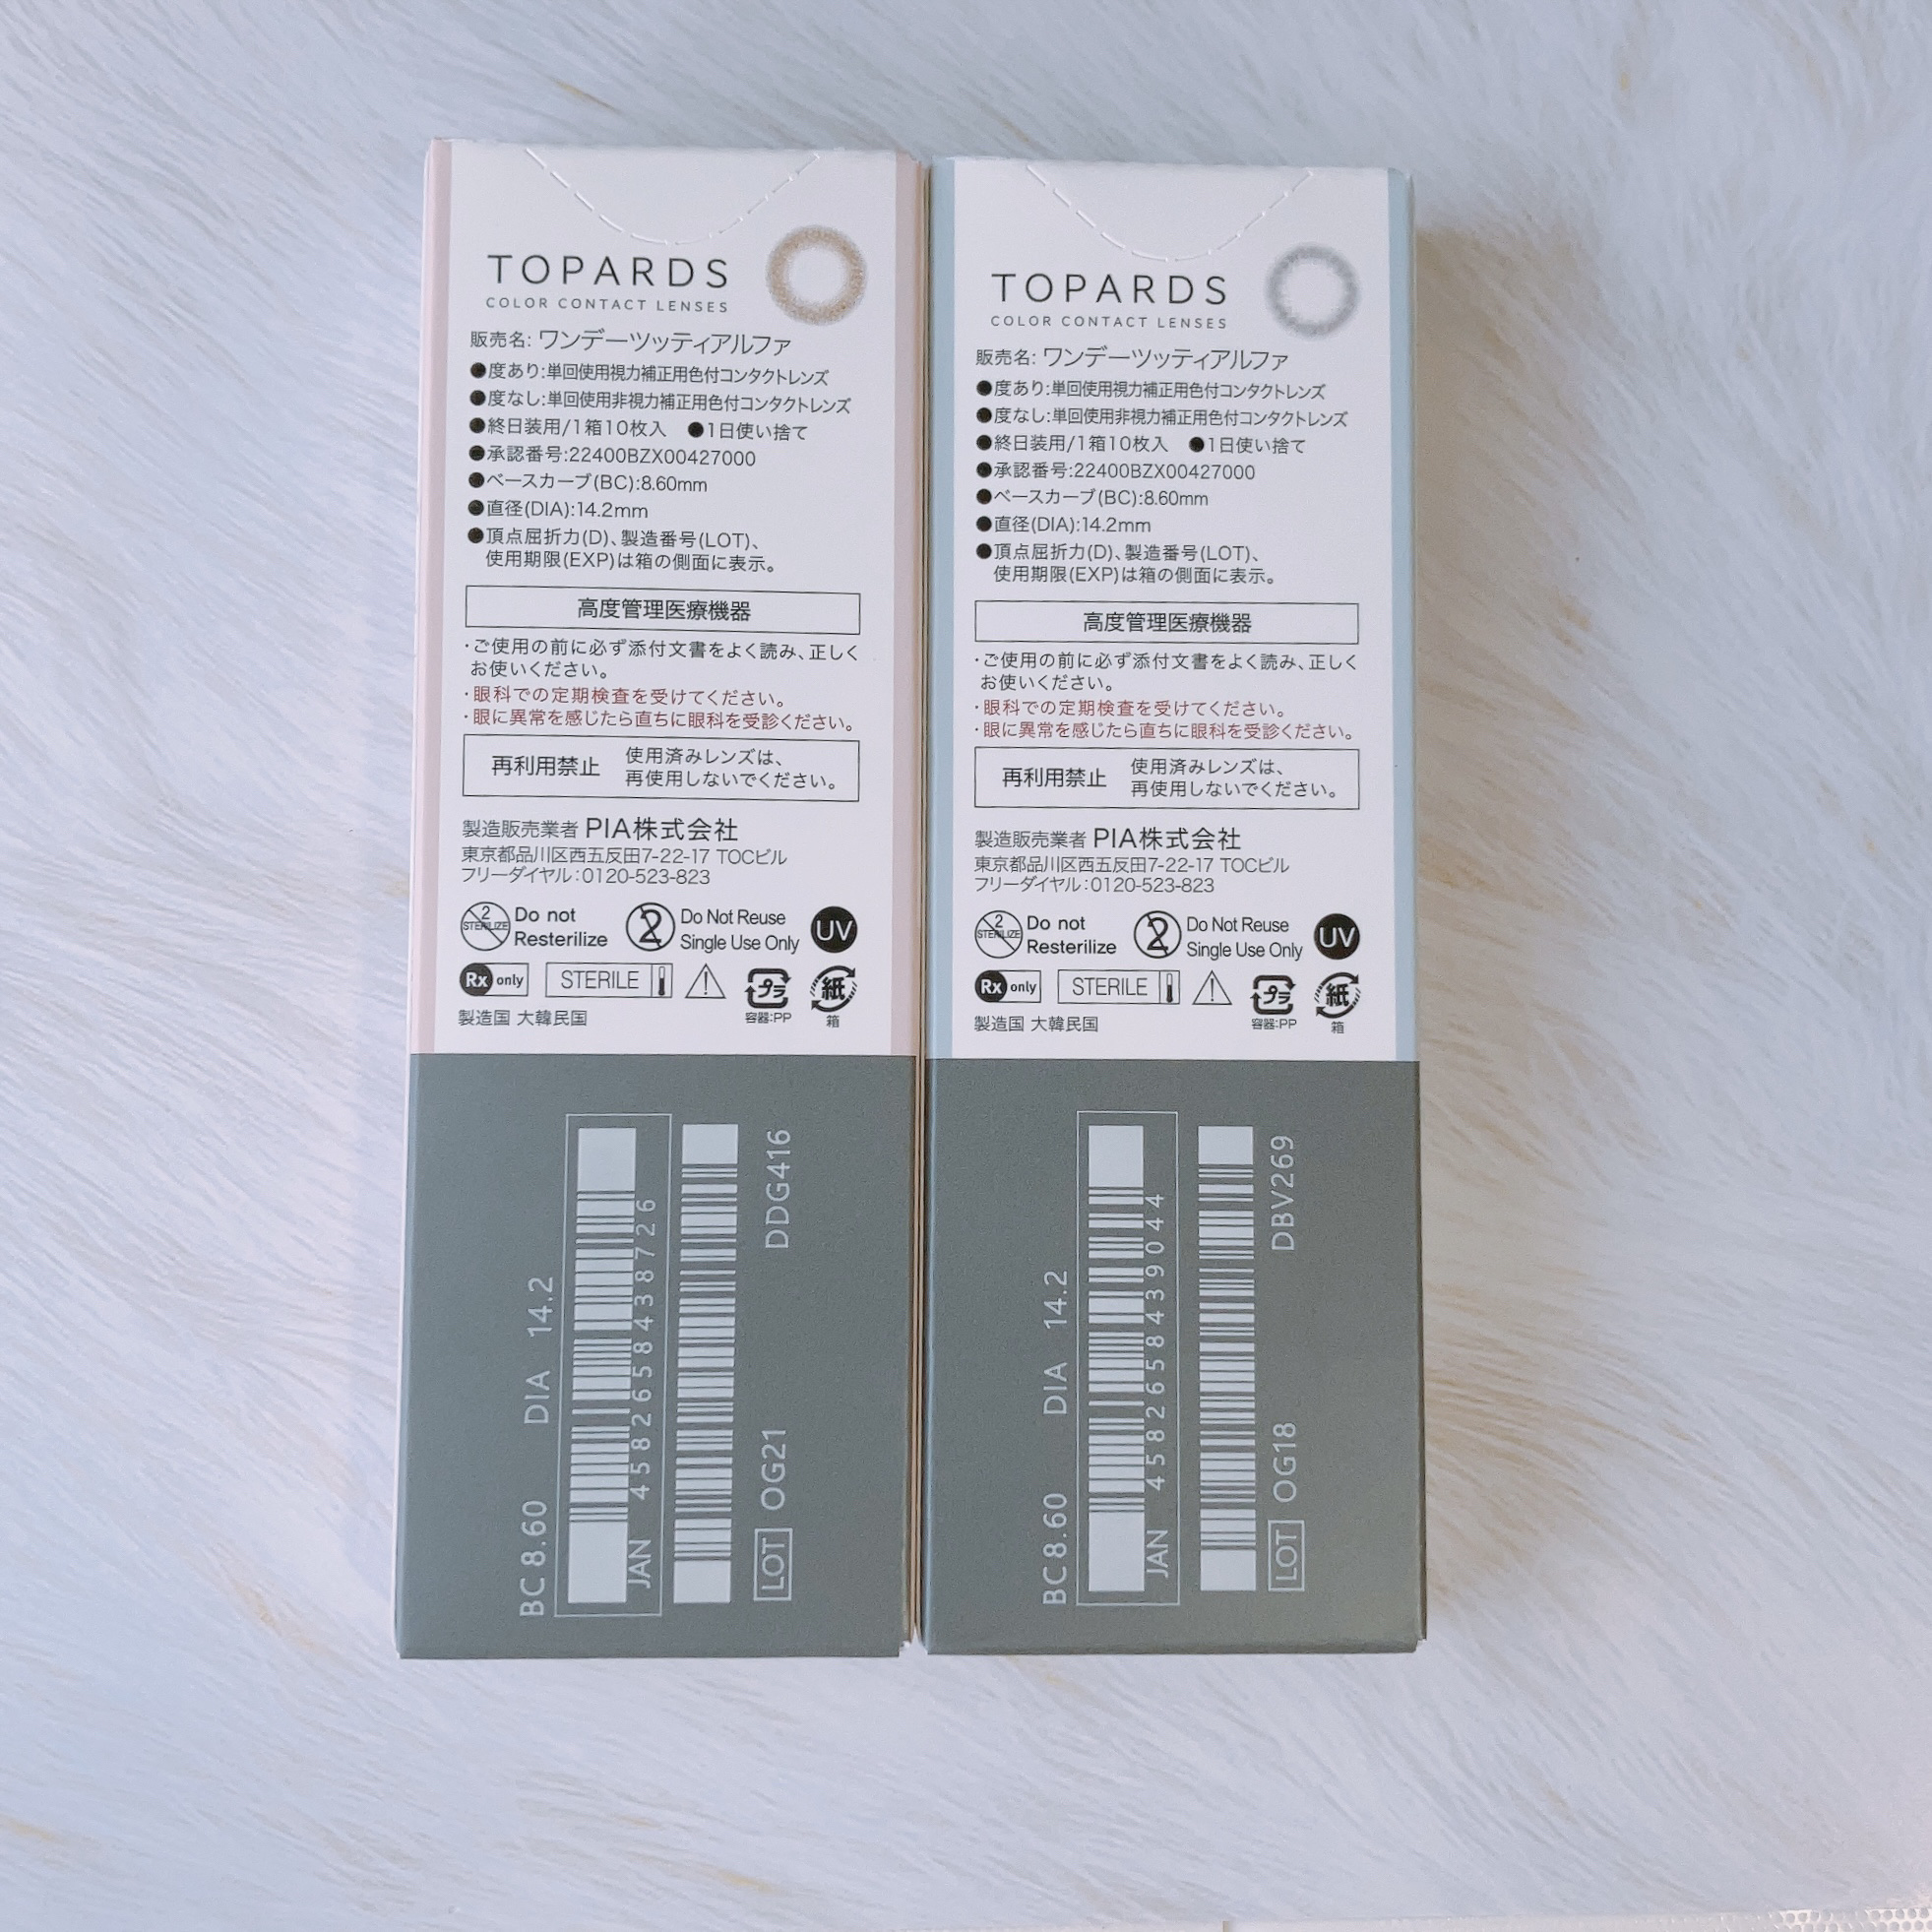 TOPARDS
COLOR CONTACT LENSES
販売名: ワンデーツッティアルファ
●度あり:単回使用視力補正用色付コンタクトレンズ
●度なし:単回使用非視力補正用色付コンタクトレンズ
●終日装用/1箱10枚入 ●1日使い捨て
●承認番号:22400BZX00427000
●ベースカーブ(BC):8.60mm
●直径(DIA):14.2mm
●頂点屈折力(D)、製造番号(LOT)、
使用期限(EXP)は箱の側面に表示。
高度管理医療機器
・ご使用の前に必ず添付文書をよく読み、正しく
お使いください。
・眼科での定期検査を受けてください。
・眼に異常を感じたら直ちに眼科を受診ください。
再利用禁止 使用済みレンズは、
再使用しないでください。
製造販売業者 PIA株式会社
東京都品川区西五反田7-22-17 TOCビル
フリーダイヤル:0120-523-823
2 STERILIZE Do not
Resterilize
2 Do Not Reuse
Single Use Only
UV
Rx only STERILE プラ 紙
容器:PP 箱
製造国 大韓民国
BC 8.60 DIA 14.2
JAN 4582658438726
LOT OG21 DDG416
TOPARDS
COLOR CONTACT LENSES
販売名: ワンデーツッティアルファ
●度あり:単回使用視力補正用色付コンタクトレンズ
●度なし:単回使用非視力補正用色付コンタクトレンズ
●終日装用/1箱10枚入 ●1日使い捨て
●承認番号:22400BZX00427000
●ベースカーブ(BC):8.60mm
●直径(DIA):14.2mm
●頂点屈折力(D)、製造番号(LOT)、
使用期限(EXP)は箱の側面に表示。
高度管理医療機器
・ご使用の前に必ず添付文書をよく読み、正しく
お使いください。
・眼科での定期検査を受けてください。
・眼に異常を感じたら直ちに眼科を受診ください。
再利用禁止 使用済みレンズは、
再使用しないでください。
製造販売業者 PIA株式会社
東京都品川区西五反田7-22-17 TOCビル
フリーダイヤル:0120-523-823
2 STERILIZE Do not
Resterilize
2 Do Not Reuse
Single Use Only
UV
Rx only STERILE プラ 紙
容器:PP 箱
製造国 大韓民国
BC 8.60 DIA 14.2
JAN 4582658439044
LOT OG18 DBV269